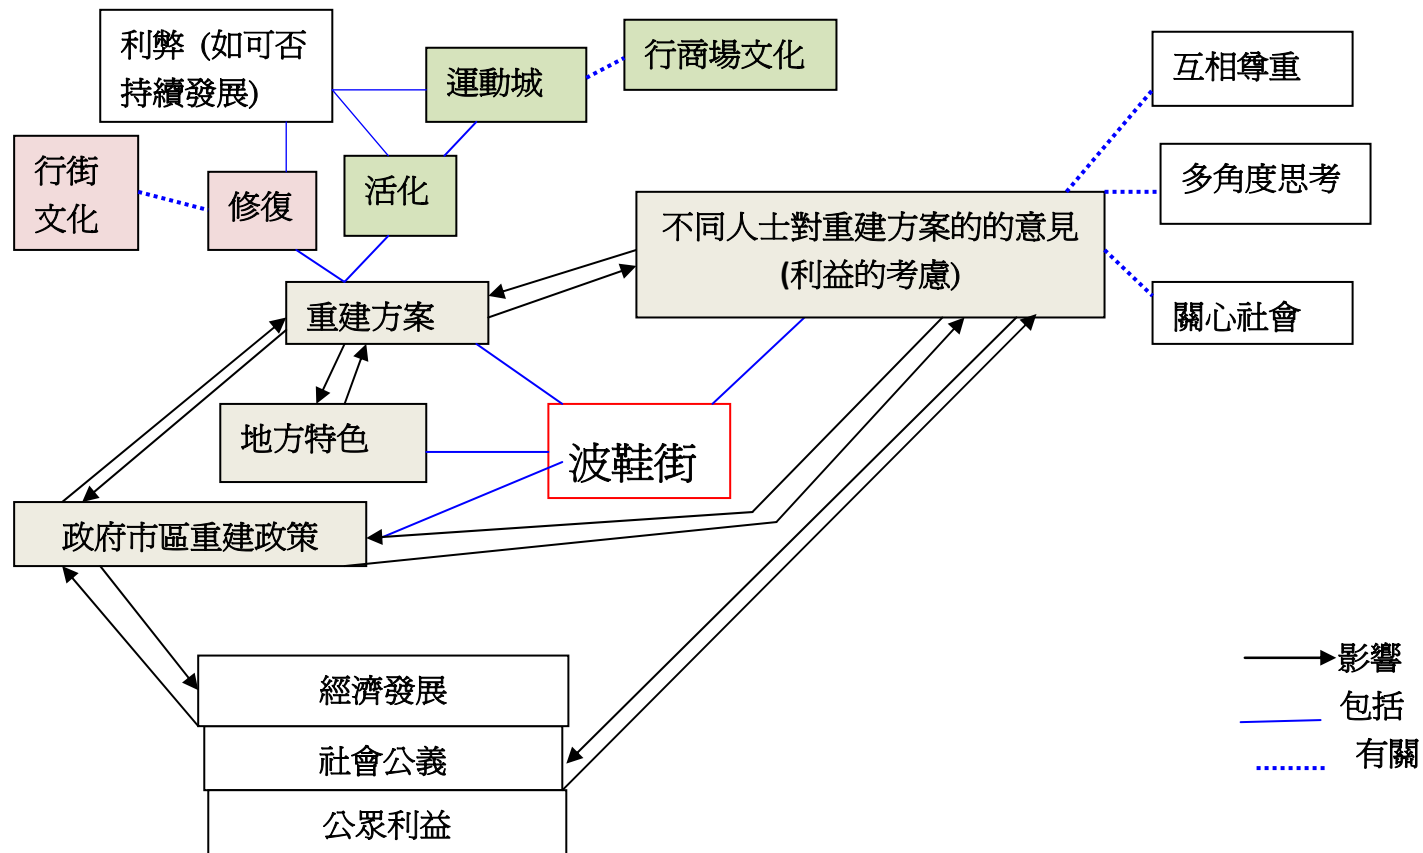 利弊 (如可否
持續發展)
運動城
行商場文化
互相尊重
行街
文化
修復
活化
多角度思考
不同人士對重建方案的的意見
(利益的考慮)
重建方案
關心社會
地方特色
波鞋街
政府市區重建政策
經濟發展
社會公義
公眾利益
影響
包括
有關